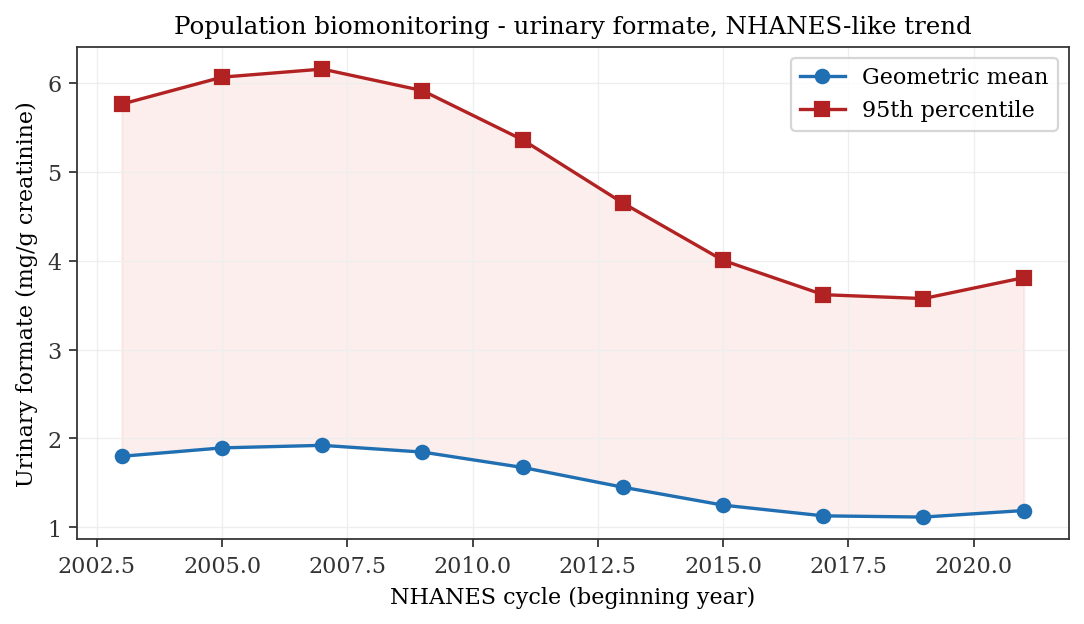 Population biomonitoring - urinary formate, NHANES-like trend
Geometric mean
95th percentile
Urinary formate (mg/g creatinine)
6
5
4
3
2
1
2002.5 2005.0 2007.5 2010.0 2012.5 2015.0 2017.5 2020.0
NHANES cycle (beginning year)